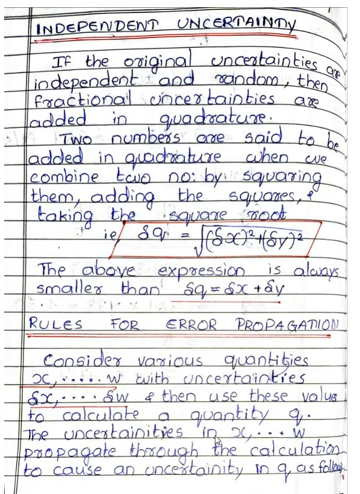 INDEPENDENT UNCERTAINTY
If the original uncertainties are
independent and random, then
fractional uncertainties are
added in quadrature.
Two numbers are said to be
added in quadrature when we
combine two no: by squaring
them, adding the squares, &
taking the square root
ie, δq = √(δx)²+(δy)²
The above expression is always
smaller than δq = δx + δy
RULES FOR ERROR PROPAGATION
Consider various quantities
x, ..... w with uncertainties
δx, .... δw & then use these value
to calculate a quantity q.
The uncertainities in x, ... w
propagate through the calculation
to cause an uncertainity in q as follow